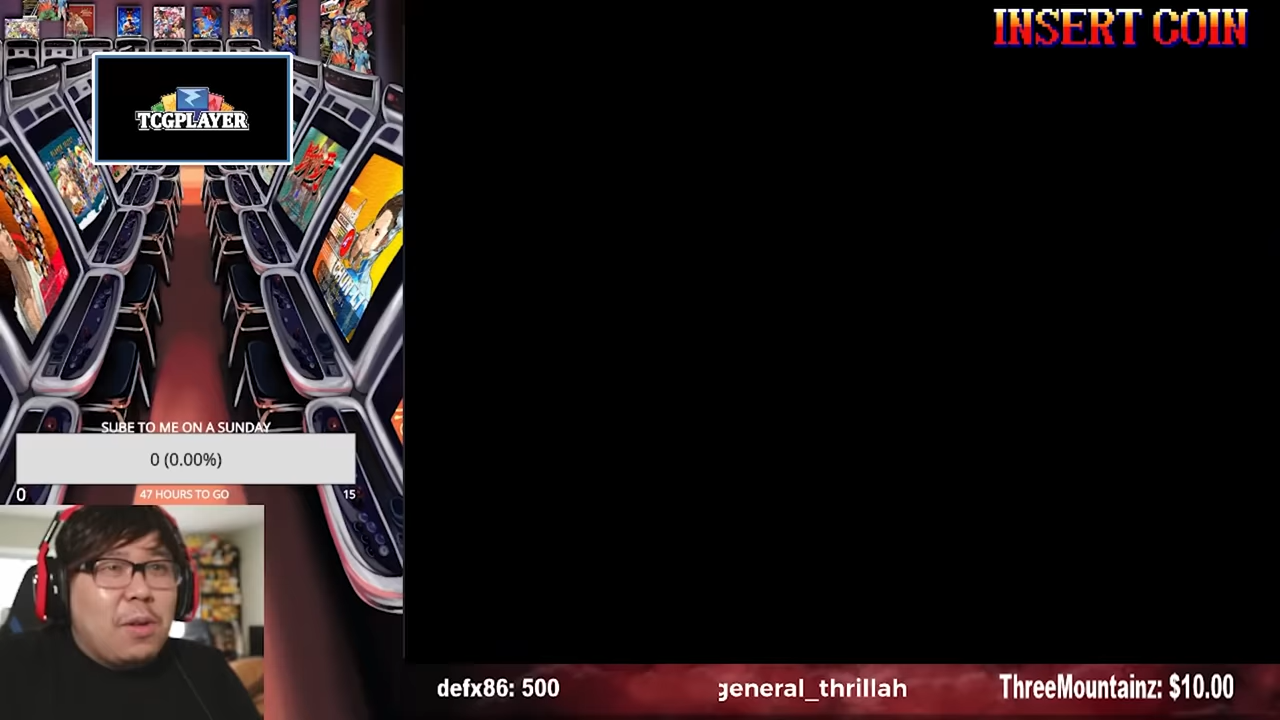 INSERT COIN
TCGPLAYER
SUBE TO ME ON A SUNDAY
0 (0.00%)
0
47 HOURS TO GO
15
defx86: 500
general_thrillah
ThreeMountainz: $10.00